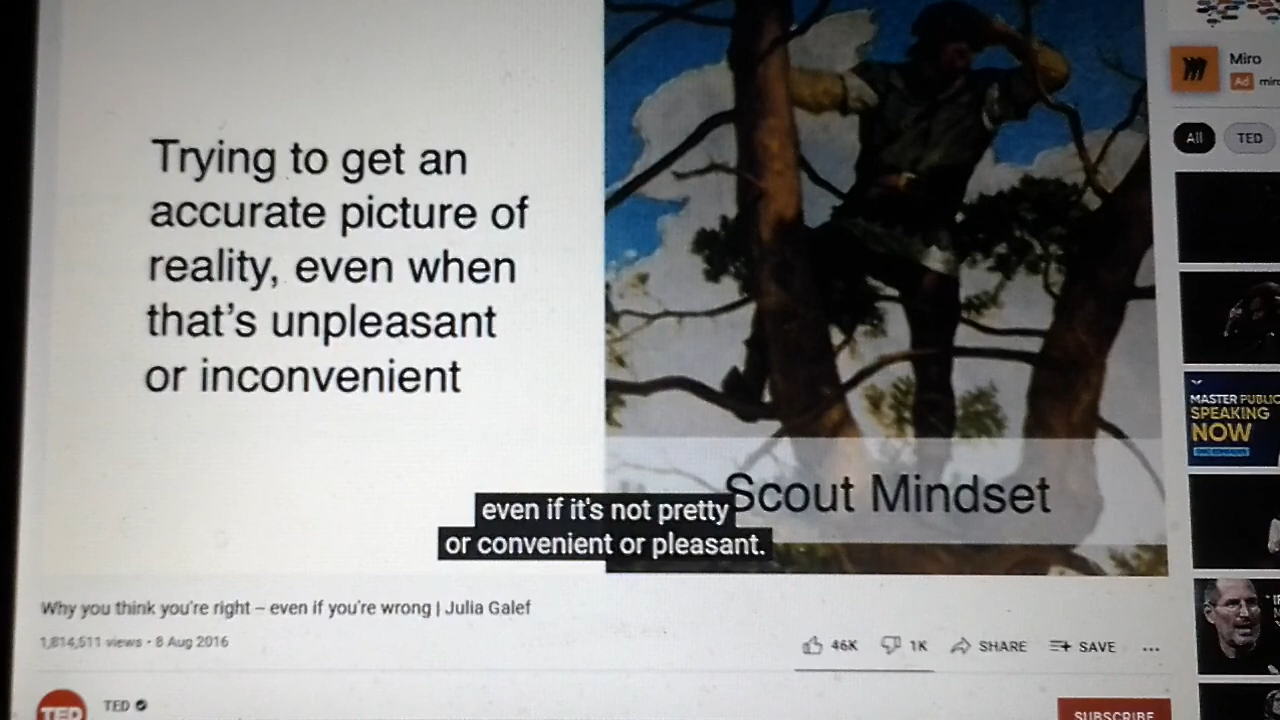 Trying to get an
accurate picture of
reality, even when
that's unpleasant
or inconvenient
Scout Mindset
even if it's not pretty
or convenient or pleasant.
Why you think you're right – even if you're wrong | Julia Galef
1,814,511 views • 8 Aug 2016
46K
1K
SHARE
SAVE
TED
TED
SUBSCRIBE
Miro
Ad
All
TED
MASTER PUBLIC
SPEAKING
NOW